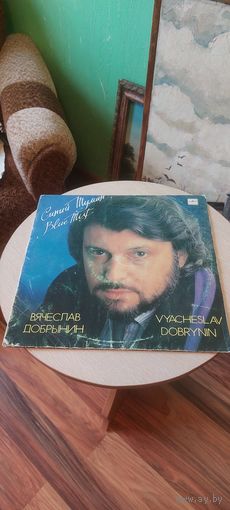 Синий Туман
Blue Mist
ВЯЧЕСЛАВ
ДОБРЫНИН
VYACHESLAV
DOBRYNIN
www.ay.by